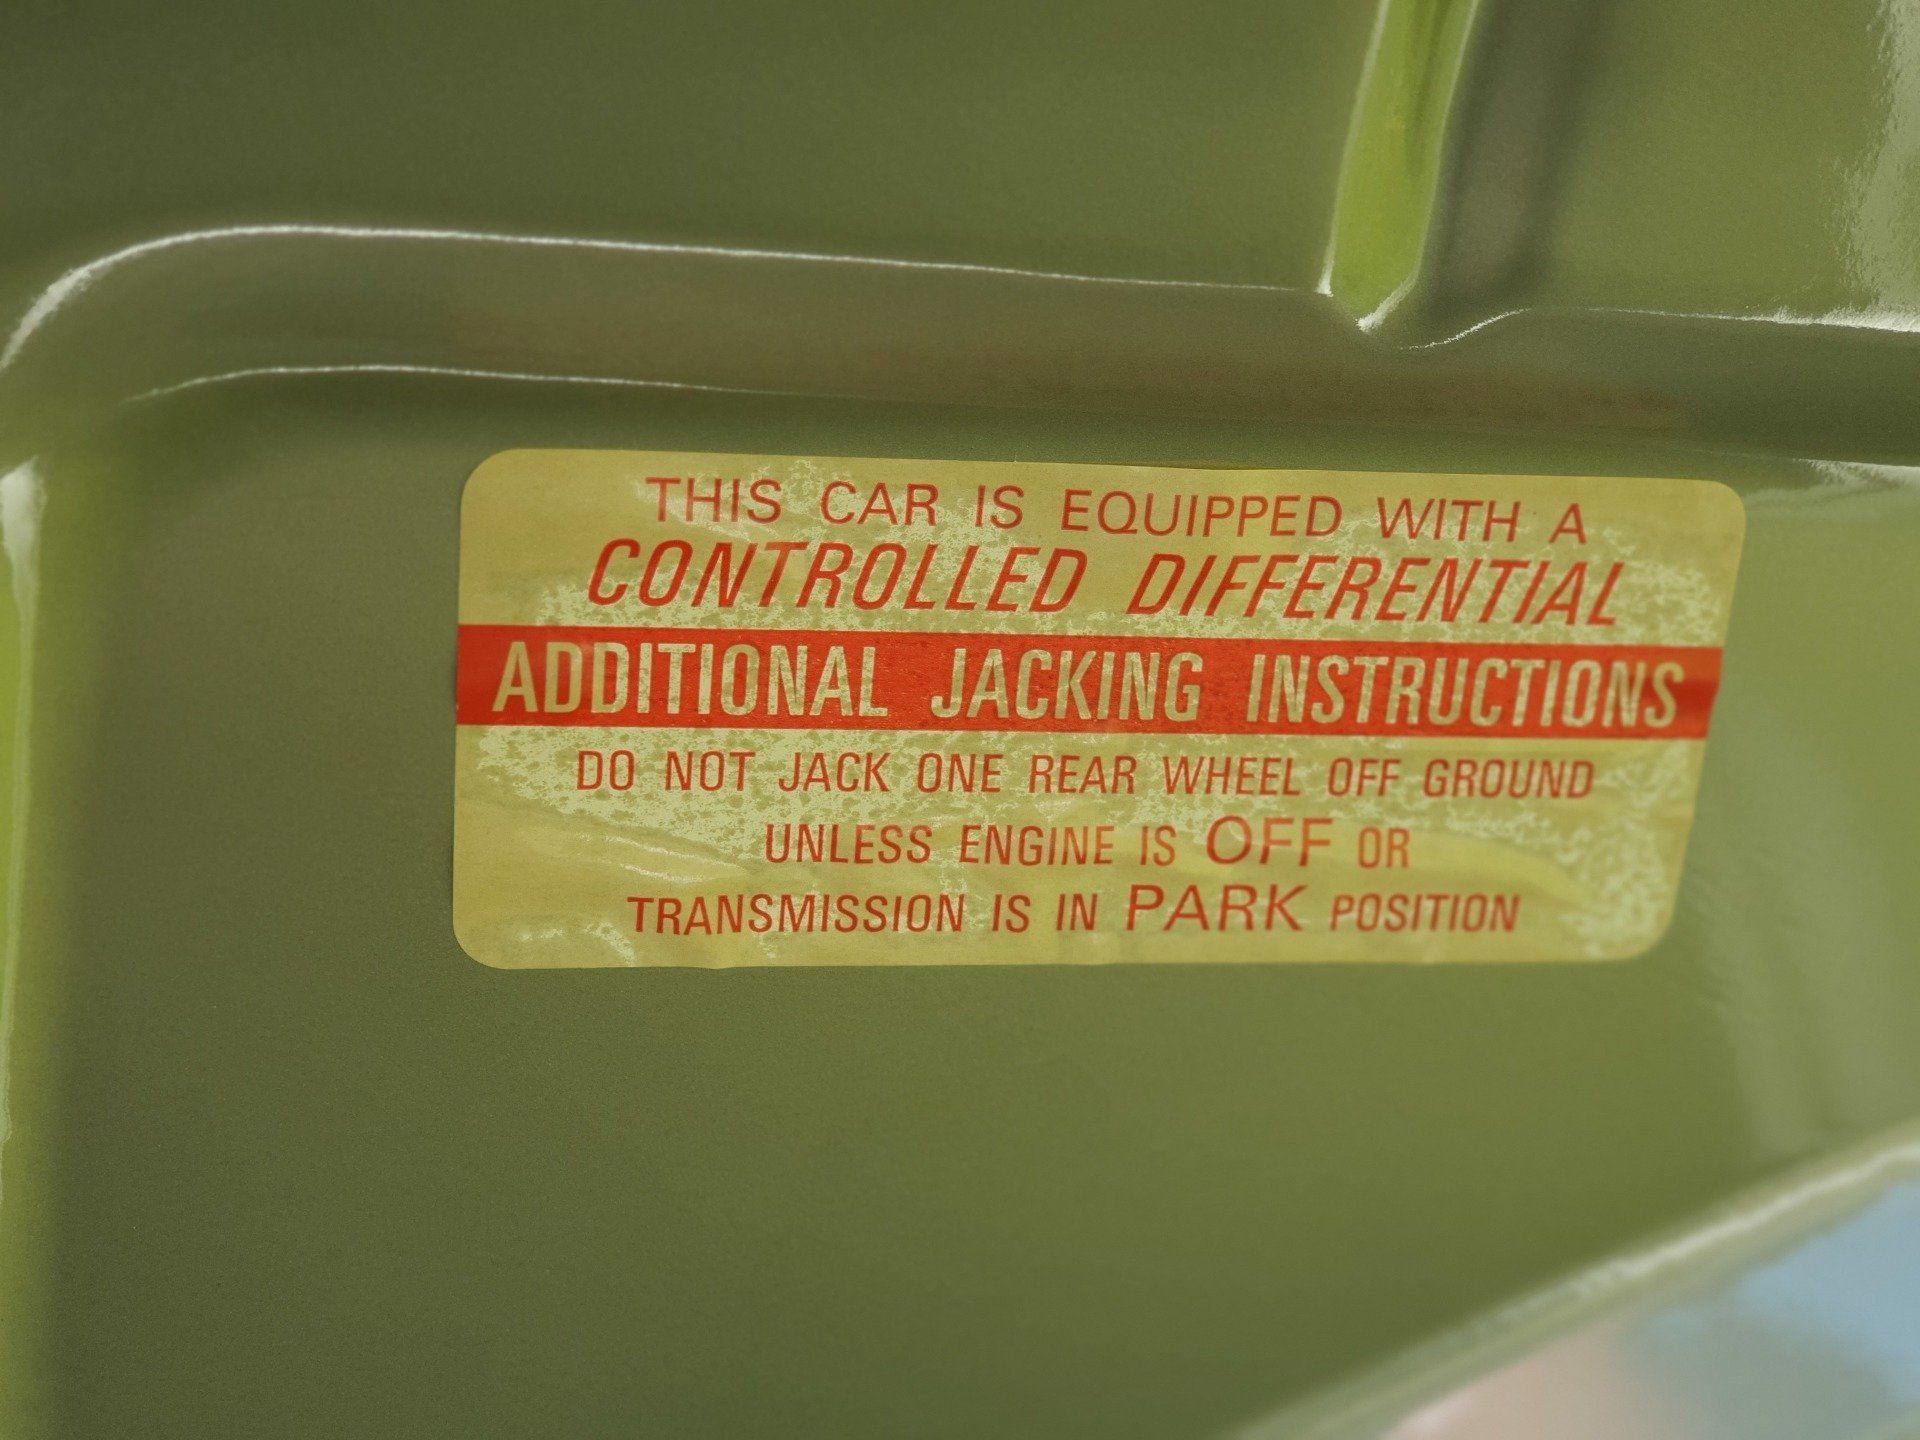 THIS CAR IS EQUIPPED WITH A
CONTROLLED DIFFERENTIAL
ADDITIONAL JACKING INSTRUCTIONS
DO NOT JACK ONE REAR WHEEL OFF GROUND
UNLESS ENGINE IS OFF OR
TRANSMISSION IS IN PARK POSITION